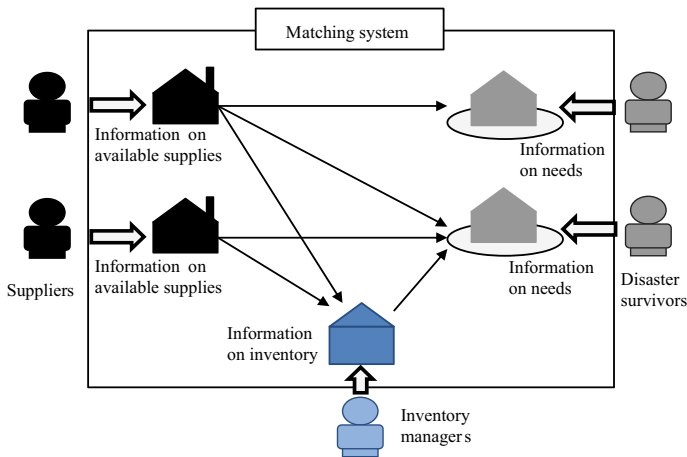 Matching system
Information on
available supplies
Information
on needs
Information on
available supplies
Information
on needs
Suppliers
Disaster
survivors
Information
on inventory
Inventory
managers